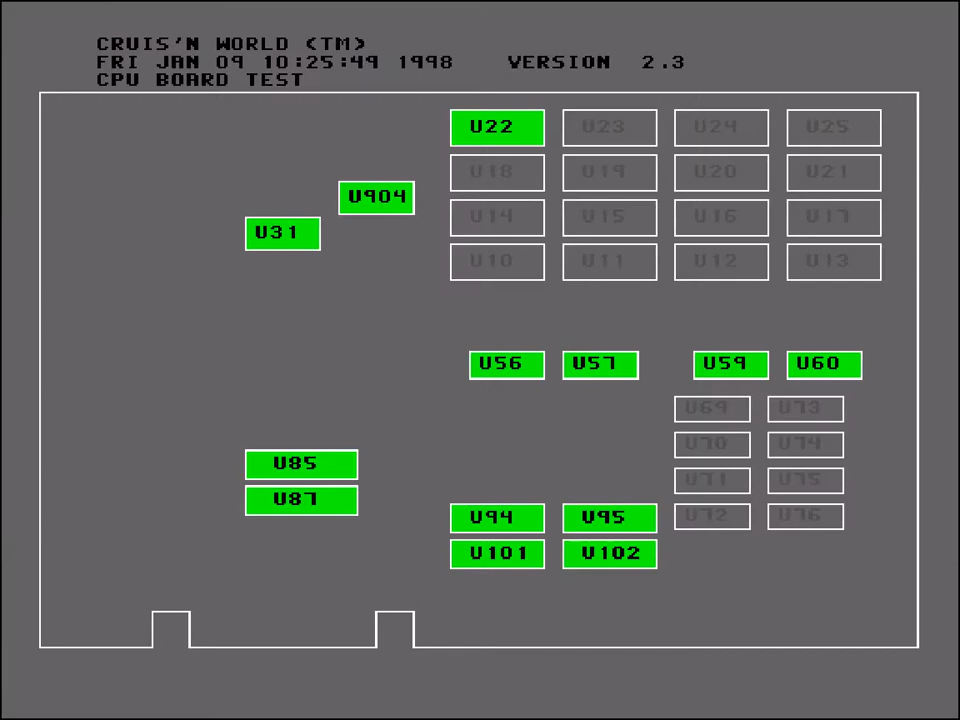 CRUIS'N WORLD (TM)
FRI JAN 09 10:25:49 1998 VERSION 2.3
CPU BOARD TEST
U22 U23 U24 U25
U18 U19 U20 U21
U904
U14 U15 U16 U17
U31
U10 U11 U12 U13
U56 U57 U59 U60
U69 U73
U70 U74
U85
U71 U75
U87
U94 U95 U72 U76
U101 U102